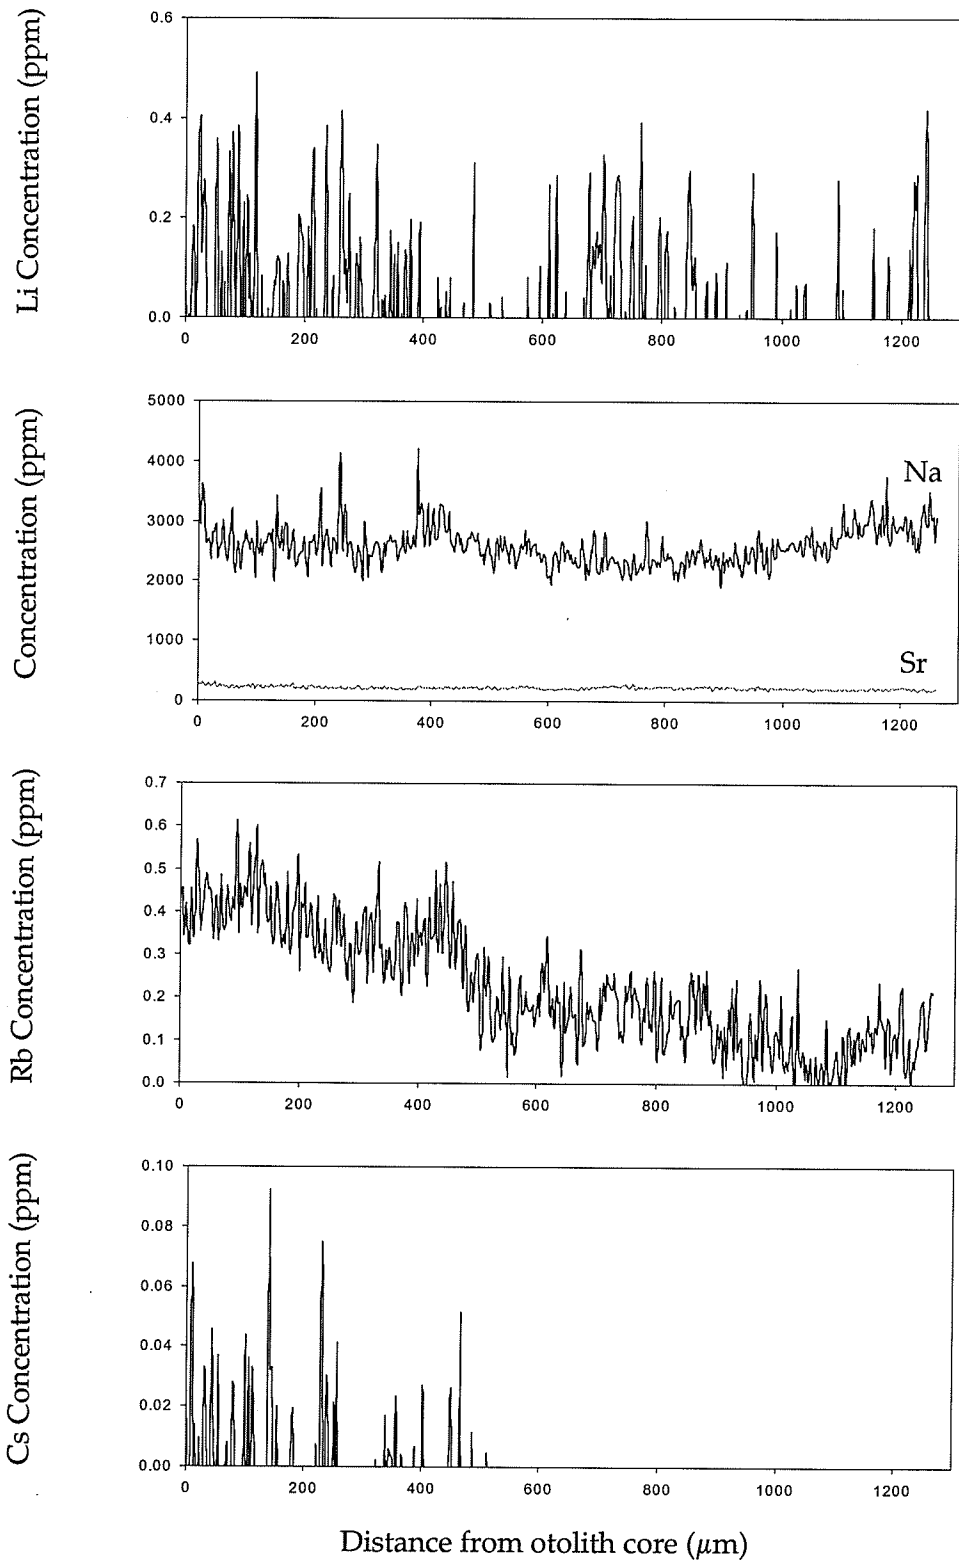 Li Concentration (ppm)
0.6
0.4
0.2
0.0
0 200 400 600 800 1000 1200
Concentration (ppm)
5000
4000
3000
2000
1000
0
Na
Sr
0 200 400 600 800 1000 1200
Rb Concentration (ppm)
0.7
0.6
0.5
0.4
0.3
0.2
0.1
0.0
0 200 400 600 800 1000 1200
Cs Concentration (ppm)
0.10
0.08
0.06
0.04
0.02
0.00
0 200 400 600 800 1000 1200
Distance from otolith core (μm)